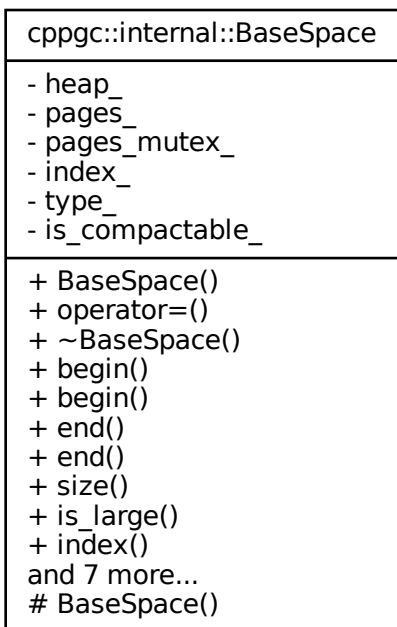 cppgc::internal::BaseSpace
- heap_
- pages_
- pages_mutex_
- index_
- type_
- is_compactable_
+ BaseSpace()
+ operator=()
+ ~BaseSpace()
+ begin()
+ begin()
+ end()
+ end()
+ size()
+ is_large()
+ index()
and 7 more...
# BaseSpace()